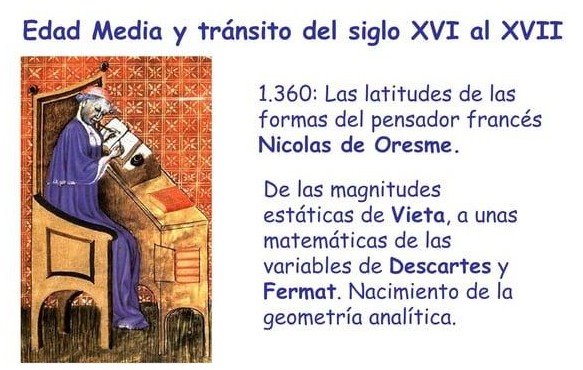 Edad Media y tránsito del siglo XVI al XVII
1.360: Las latitudes de las
formas del pensador francés
Nicolas de Oresme.
De las magnitudes
estáticas de Vieta, a unas
matemáticas de las
variables de Descartes y
Fermat. Nacimiento de la
geometría analítica.